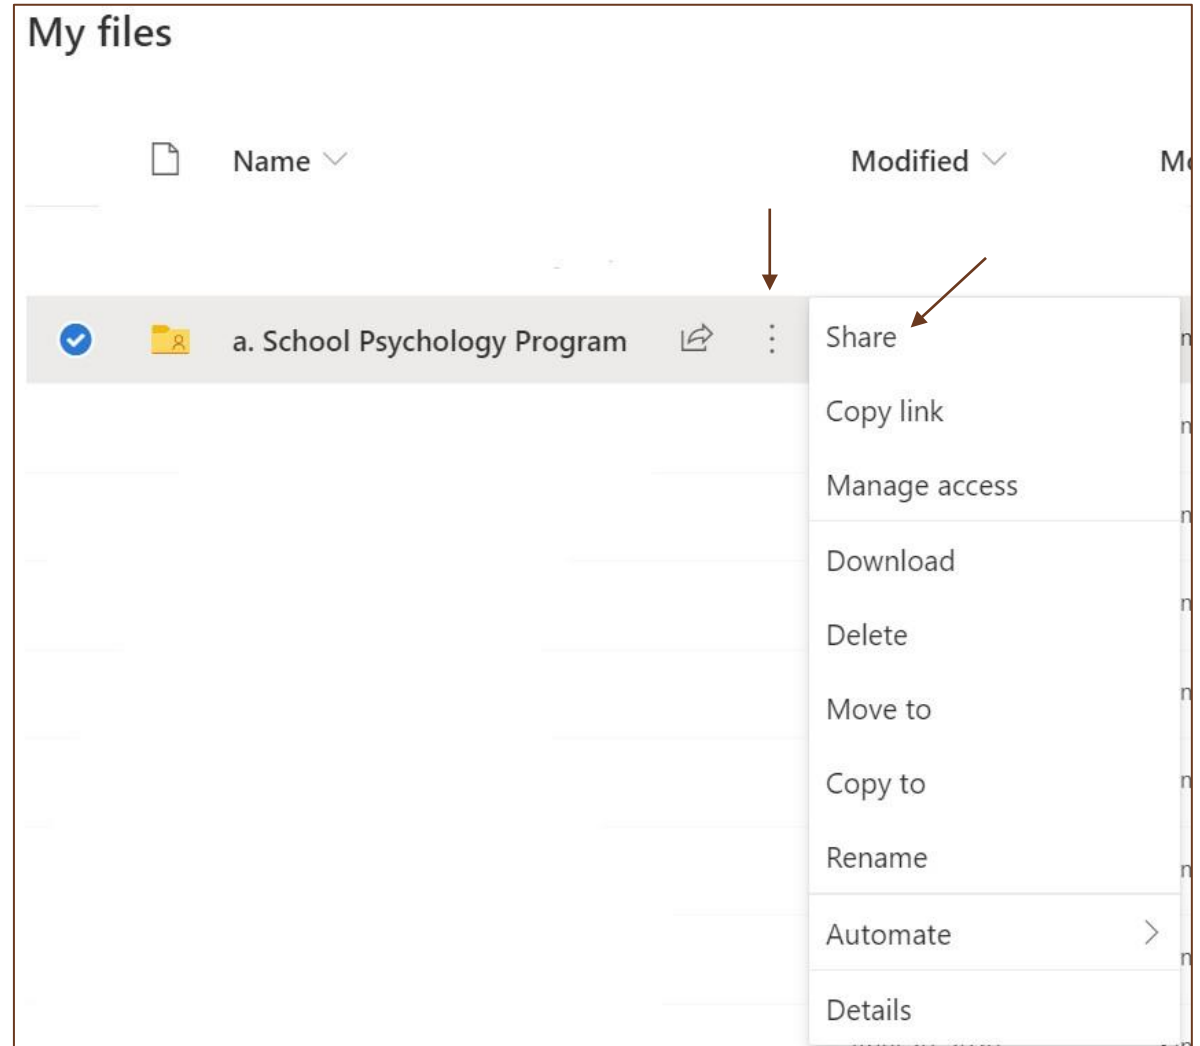 My files
Name
Modified
a. School Psychology Program
Share
Copy link
Manage access
Download
Delete
Move to
Copy to
Rename
Automate
Details